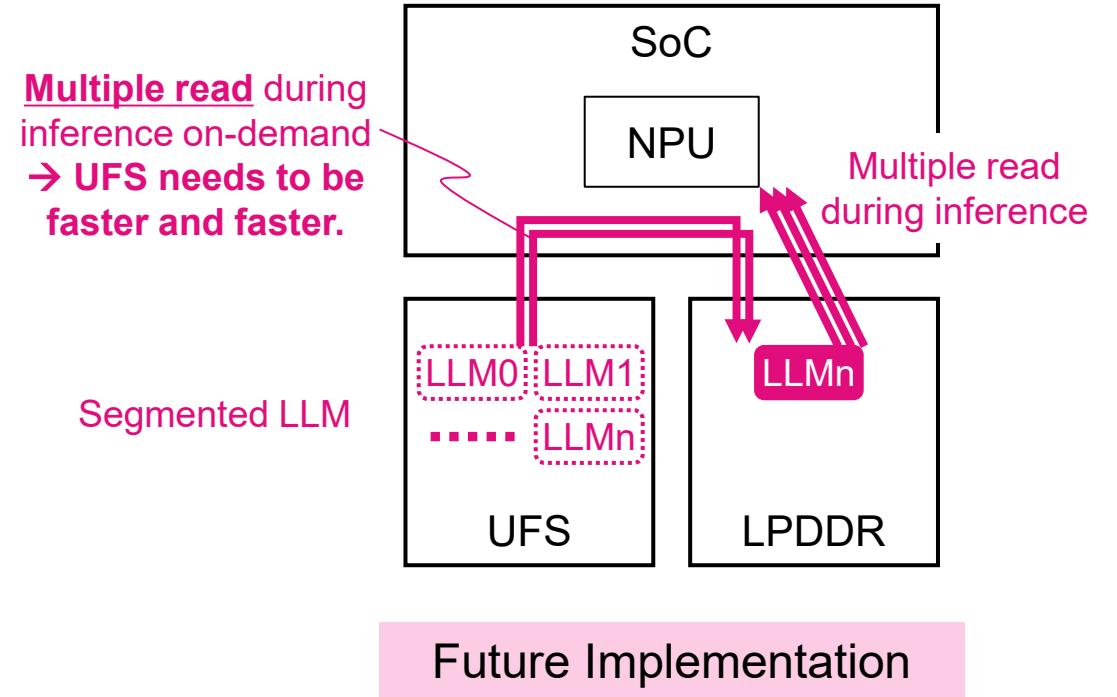 SoC
NPU
Multiple read during
inference on-demand
→ UFS needs to be
faster and faster.
Multiple read
during inference
LLM0
LLM1
LLMn
LLMn
Segmented LLM
UFS
LPDDR
Future Implementation